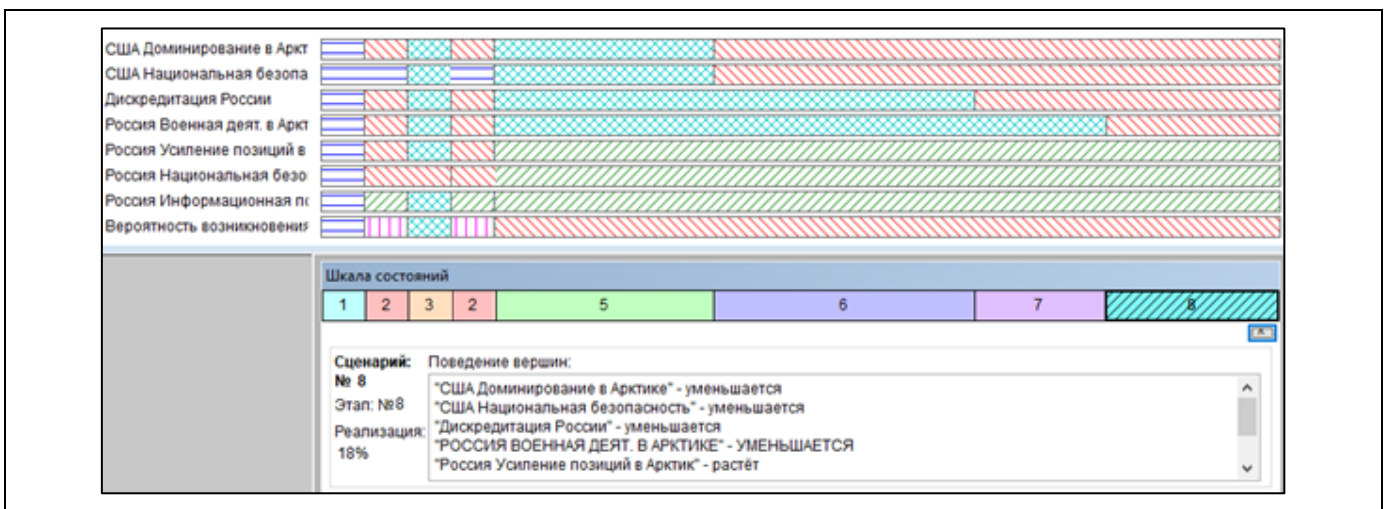 США Доминирование в Аркт
США Национальная безопа
Дискредитация России
Россия Военная деят. в Аркт
Россия Усиление позиций в
Россия Национальная безо
Россия Информационная по
Вероятность возникновения
Шкала состояний
1 2 3 2 5 6 7 8
Сценарий: Поведение вершин:
№ 8
"США Доминирование в Арктике" - уменьшается
Этап: №8
"США Национальная безопасность" - уменьшается
"Дискредитация России" - уменьшается
Реализация:
"РОССИЯ ВОЕННАЯ ДЕЯТ. В АРКТИКЕ" - УМЕНЬШАЕТСЯ
18%
"Россия Усиление позиций в Арктик" - растёт